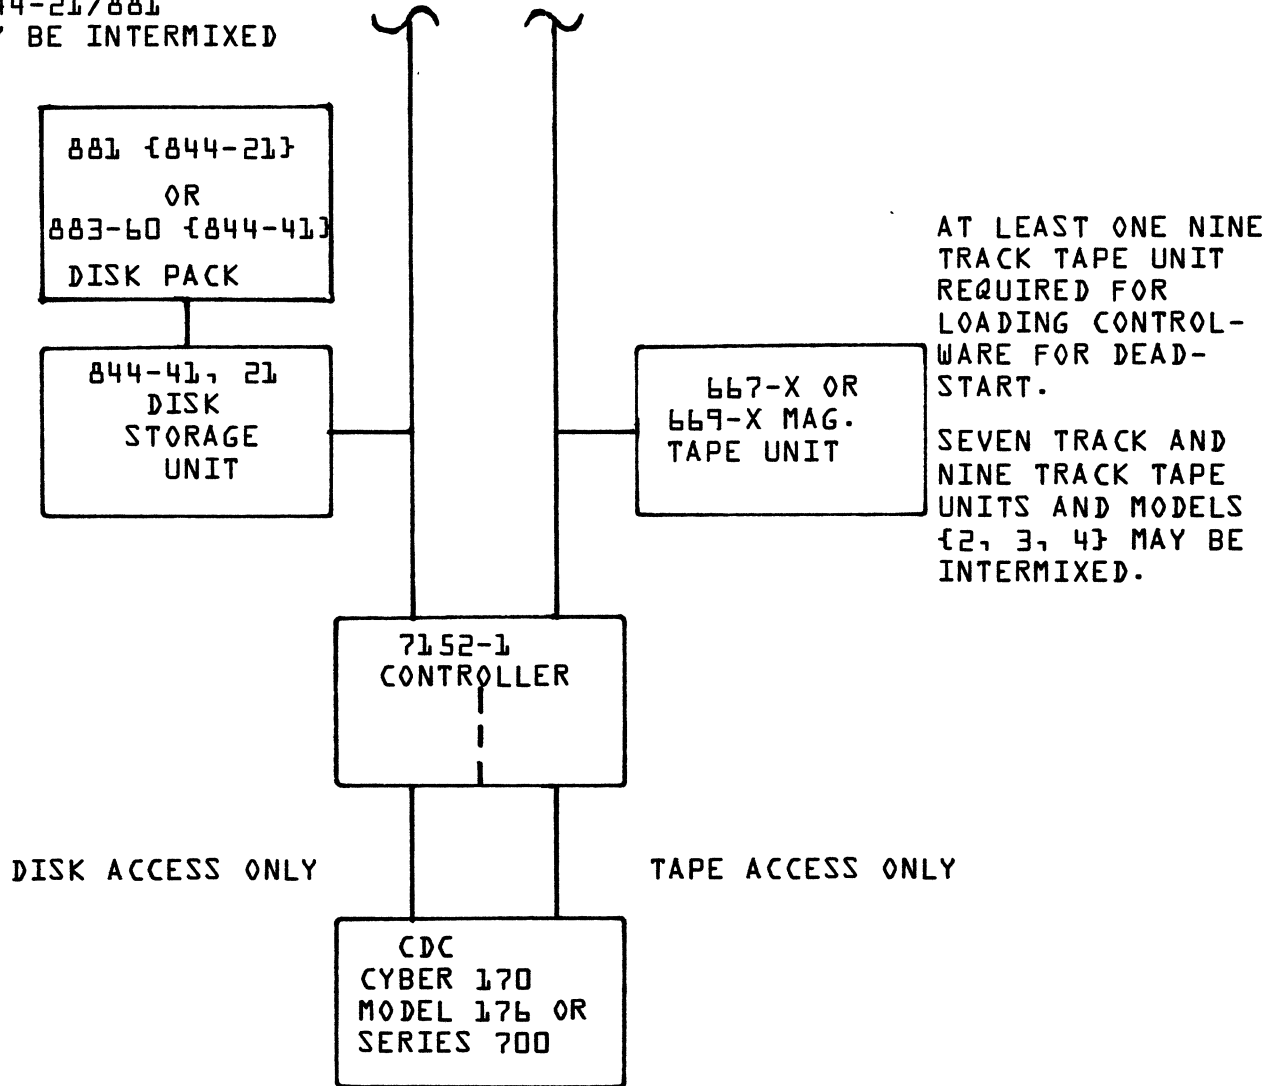 44-21/881
BE INTERMIXED
881 {844-21}
OR
883-60 {844-41}
DISK PACK
844-41, 21
DISK
STORAGE
UNIT
667-X OR
669-X MAG.
TAPE UNIT
AT LEAST ONE NINE
TRACK TAPE UNIT
REQUIRED FOR
LOADING CONTROL-
WARE FOR DEAD-
START.
SEVEN TRACK AND
NINE TRACK TAPE
UNITS AND MODELS
{2, 3, 4} MAY BE
INTERMIXED.
7152-1
CONTROLLER
DISK ACCESS ONLY
TAPE ACCESS ONLY
CDC
CYBER 170
MODEL 176 OR
SERIES 700